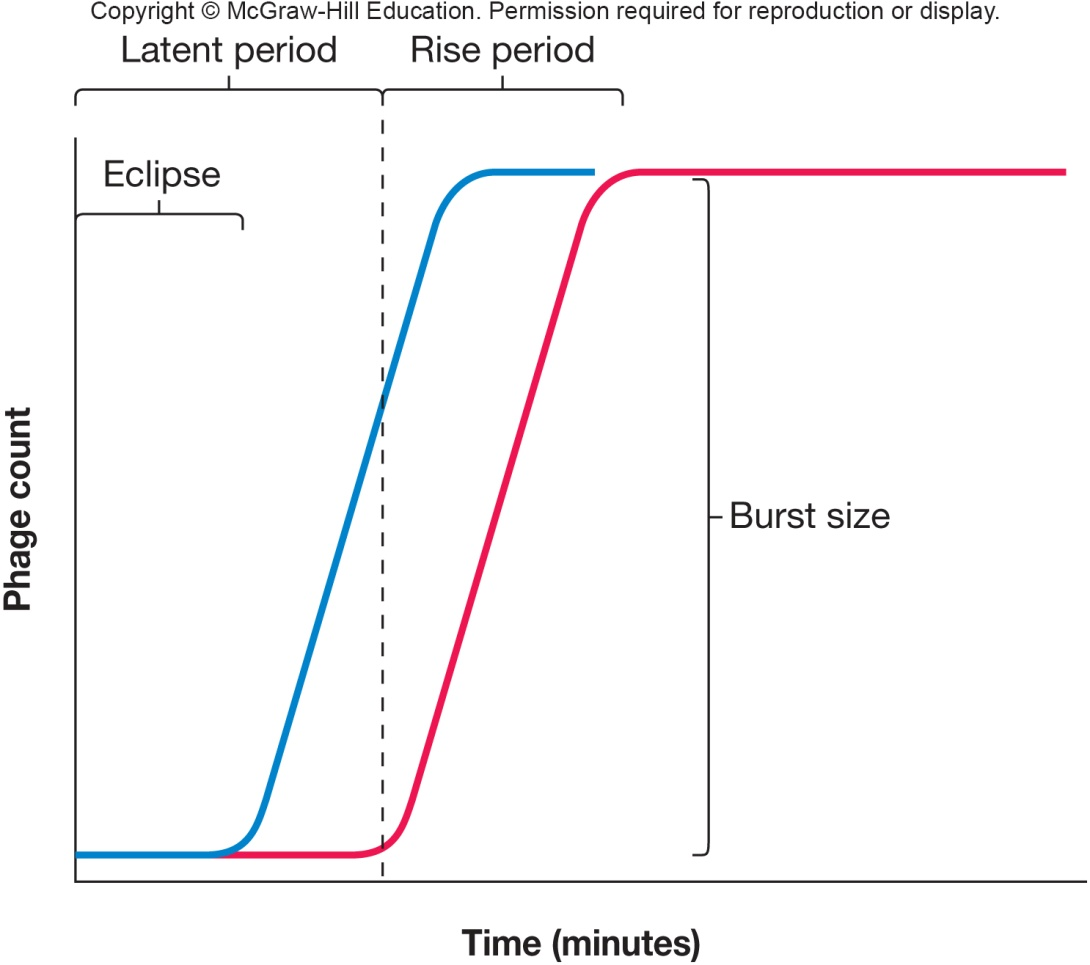 Copyright © McGraw-Hill Education. Permission required for reproduction or display.
Latent period
Rise period
Eclipse
Burst size
Phage count
Time (minutes)